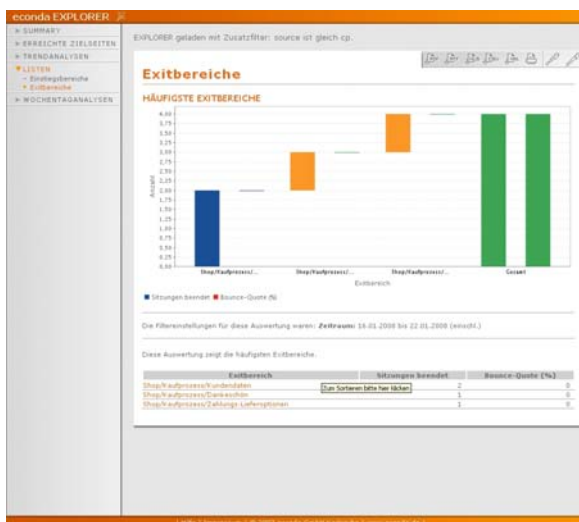 econda EXPLORER
SUMMARY
ERREICHTE ZIELSEITEN
TRENDANALYSEN
LISTEN
– Einstiegsbereiche
Exitbereiche
WOCHENTAGANALYSEN
EXPLORER geladen mit Zusatzfilter: source ist gleich cp.
Exitbereiche
HÄUFIGSTE EXITBEREICHE
4,00
3,75
3,50
3,25
3,00
2,75
2,50
2,25
2,00
1,75
1,50
1,25
1,00
0,75
0,50
0,25
0,00
Anzahl
Shop/Kaufprozess/... Shop/Kaufprozess/... Shop/Kaufprozess/... Gesamt
Exitbereich
Sitzungen beendet Bounce-Quote (%)
Die Filtereinstellungen für diese Auswertung waren: Zeitraum: 16.01.2008 bis 22.01.2008 (einschl.)
Diese Auswertung zeigt die häufigsten Exitbereiche.
Exitbereich Sitzungen beendet Bounce-Quote (%)
Shop/Kaufprozess/Kundendaten 2 0
Zum Sortieren bitte hier klicken
Shop/Kaufprozess/Dankeschön 1 0
Shop/Kaufprozess/Zahlungs-Lieferoptionen 1 0